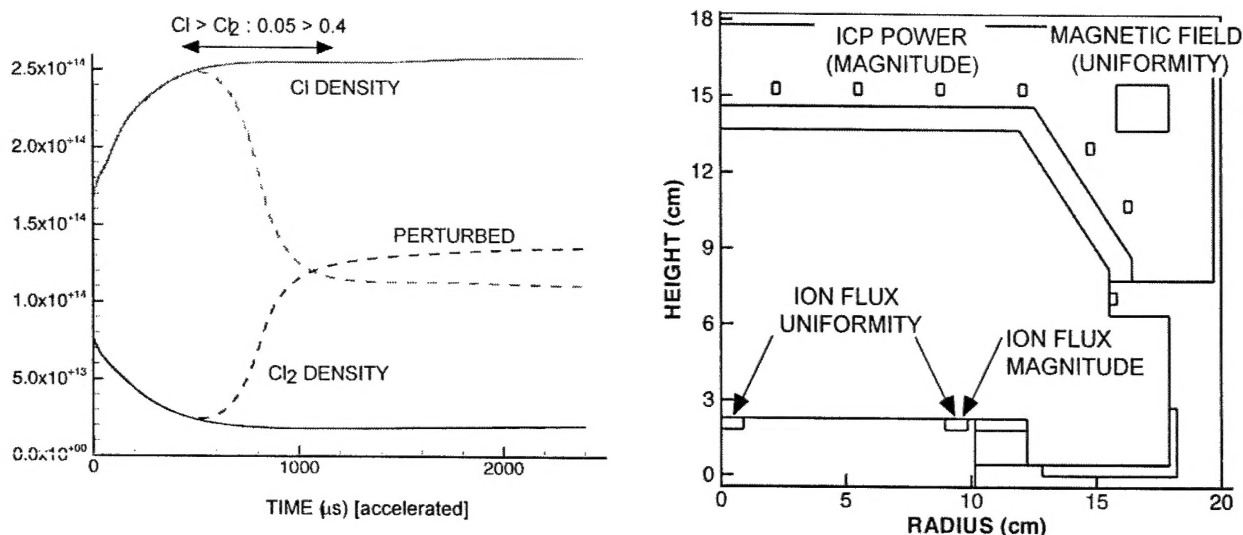 Cl > Cl2 : 0.05 > 0.4
2.5x10+14
2.0x10+14
1.5x10+14
1.0x10+14
5.0x10+13
0.0x10+00
Cl DENSITY
PERTURBED
Cl2 DENSITY
0
1000
2000
TIME (µs) [accelerated]
ICP POWER
(MAGNITUDE)
MAGNETIC FIELD
(UNIFORMITY)
18
15
12
9
6
3
0
HEIGHT (cm)
ION FLUX
UNIFORMITY
ION FLUX
MAGNITUDE
0
5
10
15
20
RADIUS (cm)